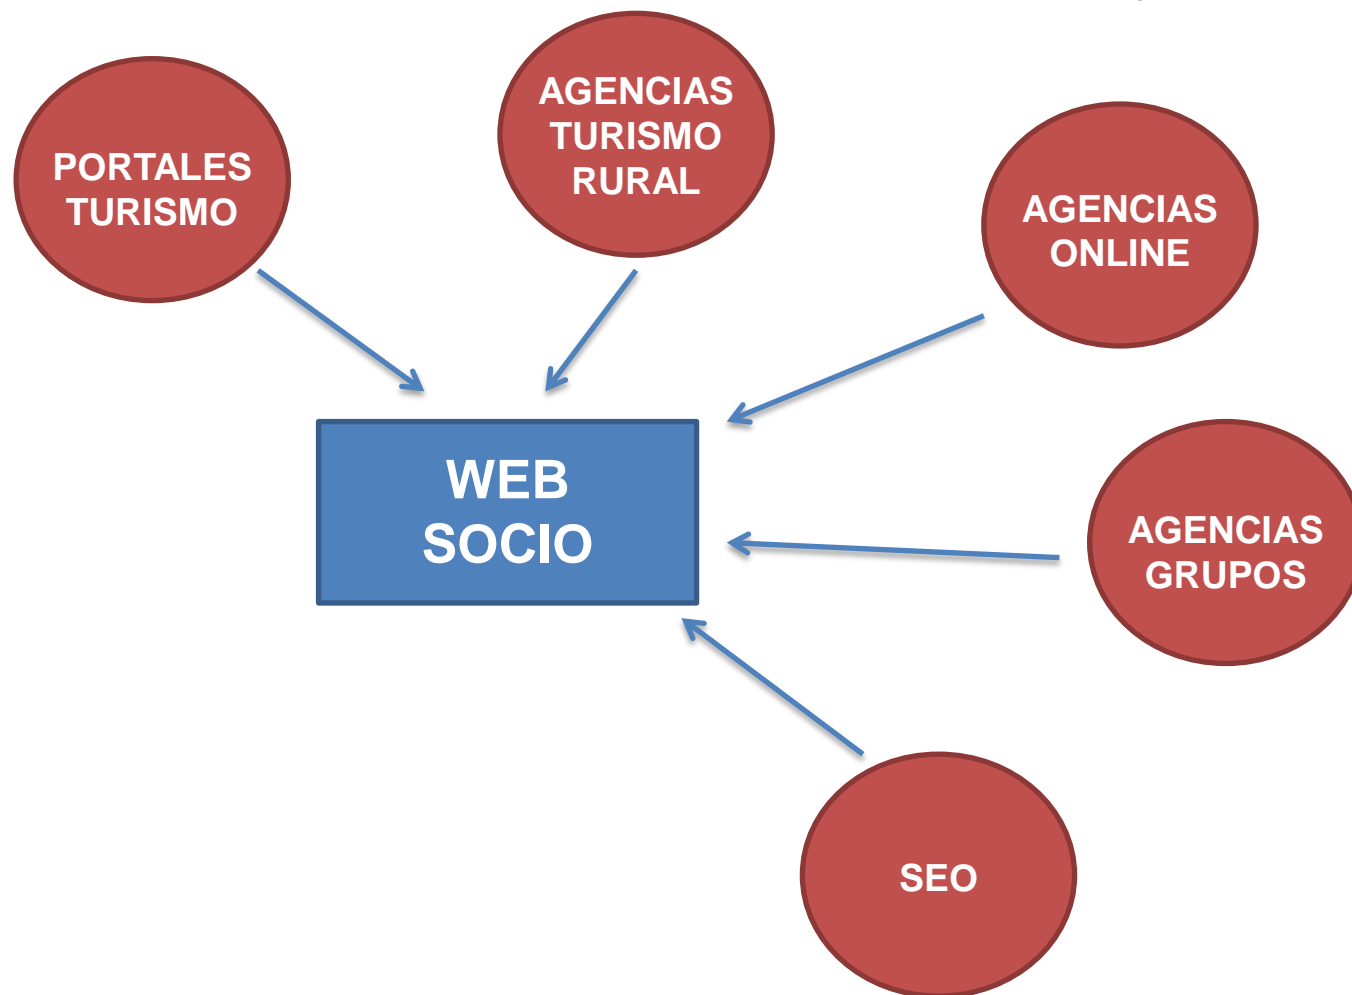 PORTALES
TURISMO
AGENCIAS
TURISMO
RURAL
AGENCIAS
ONLINE
WEB
SOCIO
AGENCIAS
GRUPOS
SEO